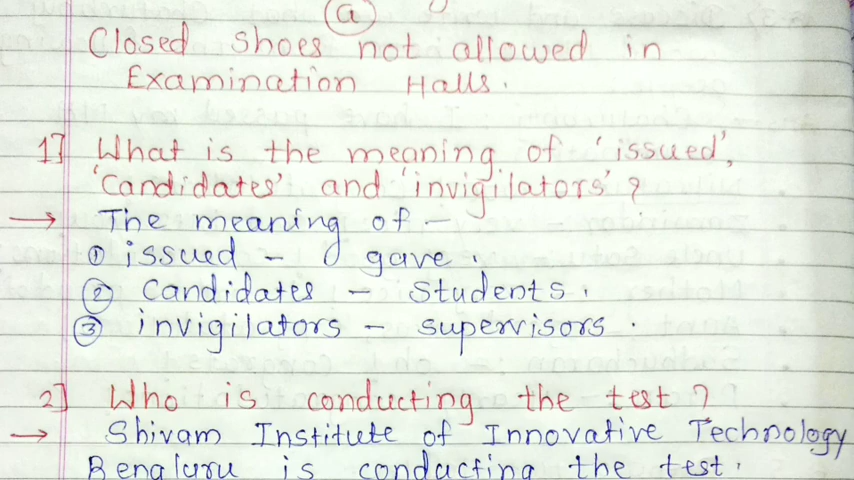 (a)
Closed shoes not allowed in
Examination Halls.
1] What is the meaning of 'issued',
'Candidates' and 'invigilators'?
→ The meaning of –
① issued – gave.
② Candidates – Students.
③ invigilators – supervisors.
2] Who is conducting the test?
→ Shivam Institute of Innovative Technology
Bengaluru is conducting the test.